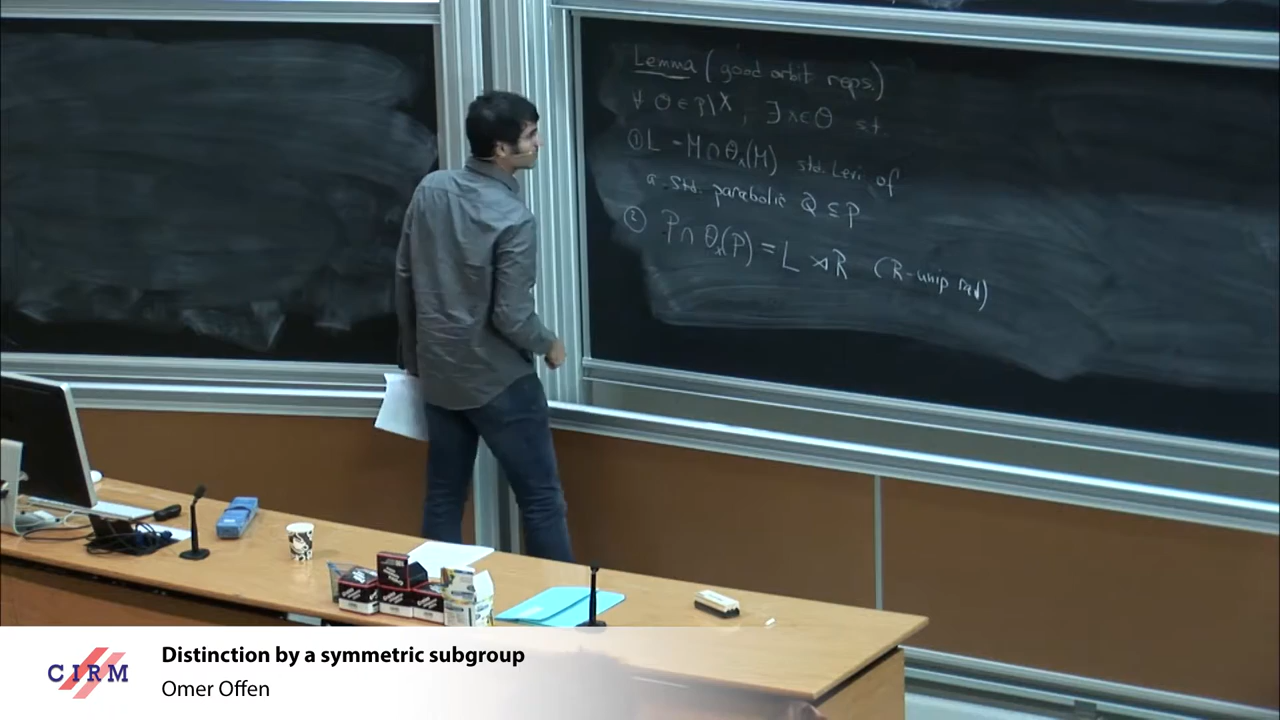 Lemma (good orbit reps.)
∀ O ∈ P\X, ∃ x ∈ O s.t.
① L = M ∩ θₓ(M) std. Levi of
a std. parabolic Q ⊆ P
② P ∩ θₓ(P) = L ⋊ R (R - unip rad)
CIRM
Distinction by a symmetric subgroup
Omer Offen